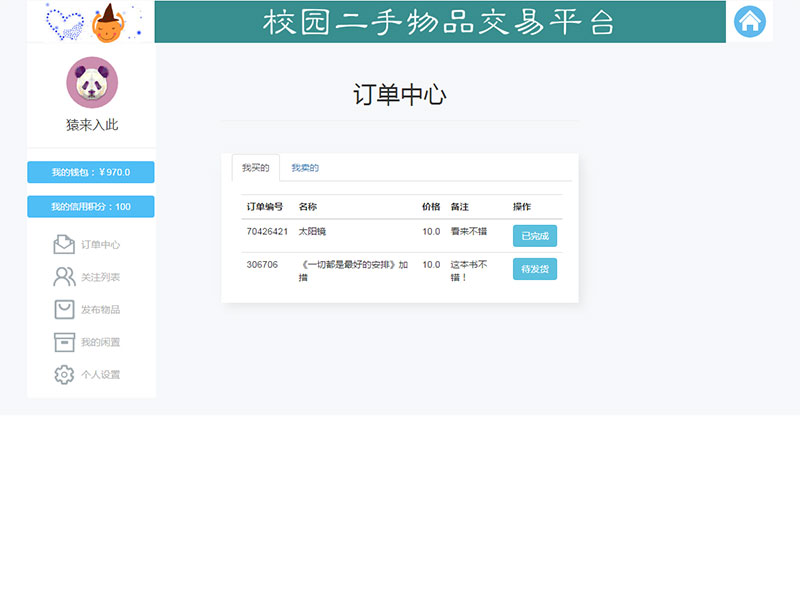 校园二手物品交易平台
猿来入此
我的钱包：￥970.0
我的信用积分：100
订单中心
关注列表
发布物品
我的闲置
个人设置
订单中心
我买的 我卖的
订单编号 名称 价格 备注 操作
70426421 太阳镜 10.0 看来不错 已完成
306706 《一切都是最好的安排》加措 10.0 这本书不错！ 待发货